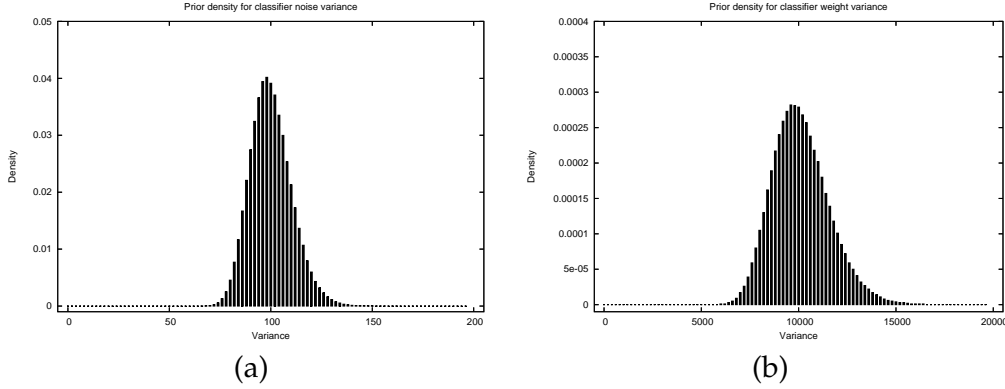 Prior density for classifier noise variance
0.05
0.04
0.03
0.02
0.01
0
Density
0
50
100
150
200
Variance
(a)
Prior density for classifier weight variance
0.0004
0.00035
0.0003
0.00025
0.0002
0.00015
0.0001
5e-05
0
Density
0
5000
10000
15000
20000
Variance
(b)